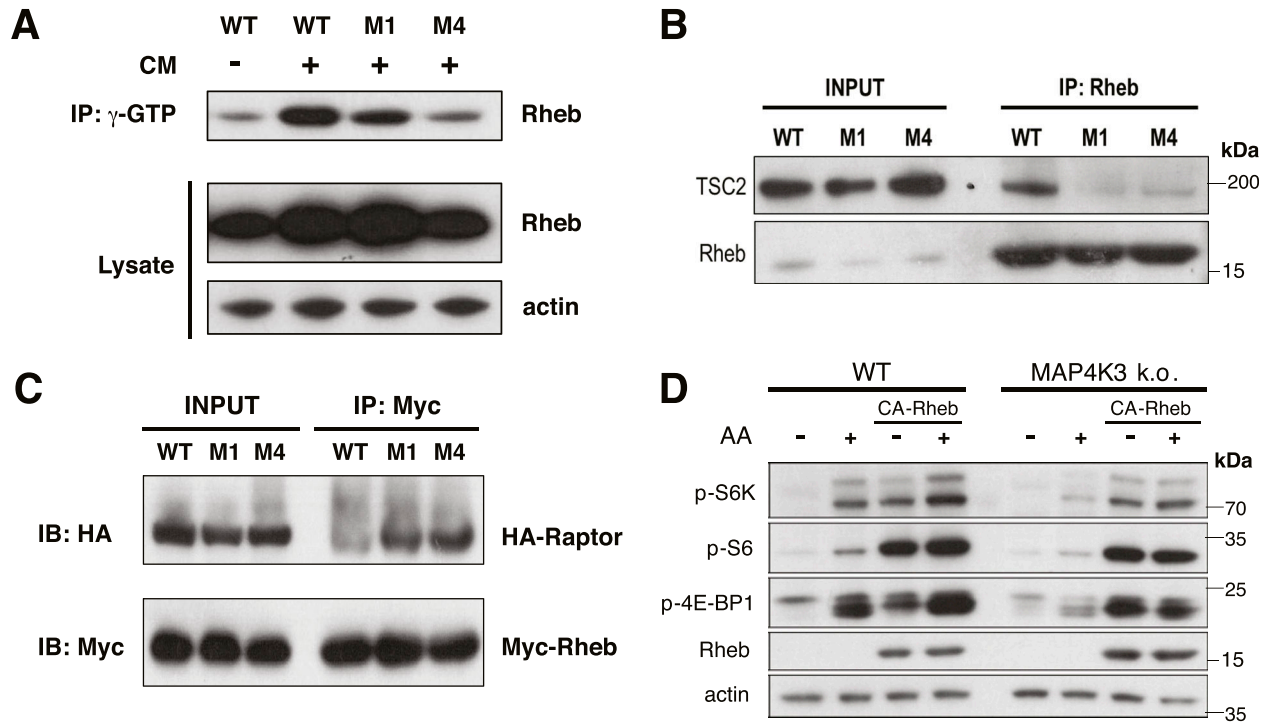 A
WT WT M1 M4
CM - + + +
IP: γ-GTP Rheb
Rheb
Lysate
actin
B
INPUT IP: Rheb
WT M1 M4 WT M1 M4 kDa
TSC2 200
Rheb 15
C
INPUT IP: Myc
WT M1 M4 WT M1 M4
IB: HA HA-Raptor
IB: Myc Myc-Rheb
D
WT MAP4K3 k.o.
CA-Rheb CA-Rheb
AA - + - + - + - +
kDa
p-S6K 70
p-S6 35
p-4E-BP1 25
Rheb 15
actin 35